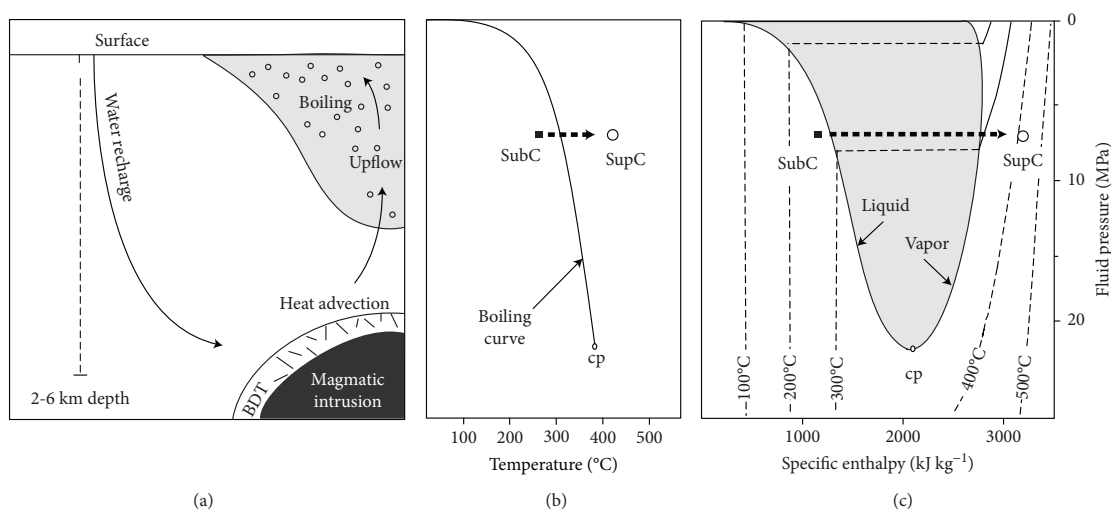 Surface
Water recharge
Boiling
Upflow
Heat advection
BDT
Magmatic
intrusion
2-6 km depth
(a)
SubC
SupC
Boiling
curve
cp
100 200 300 400 500
Temperature (°C)
(b)
SubC
SupC
Liquid
Vapor
cp
100°C
200°C
300°C
400°C
500°C
1000 2000 3000
Specific enthalpy (kJ kg⁻¹)
0
10
20
Fluid pressure (MPa)
(c)